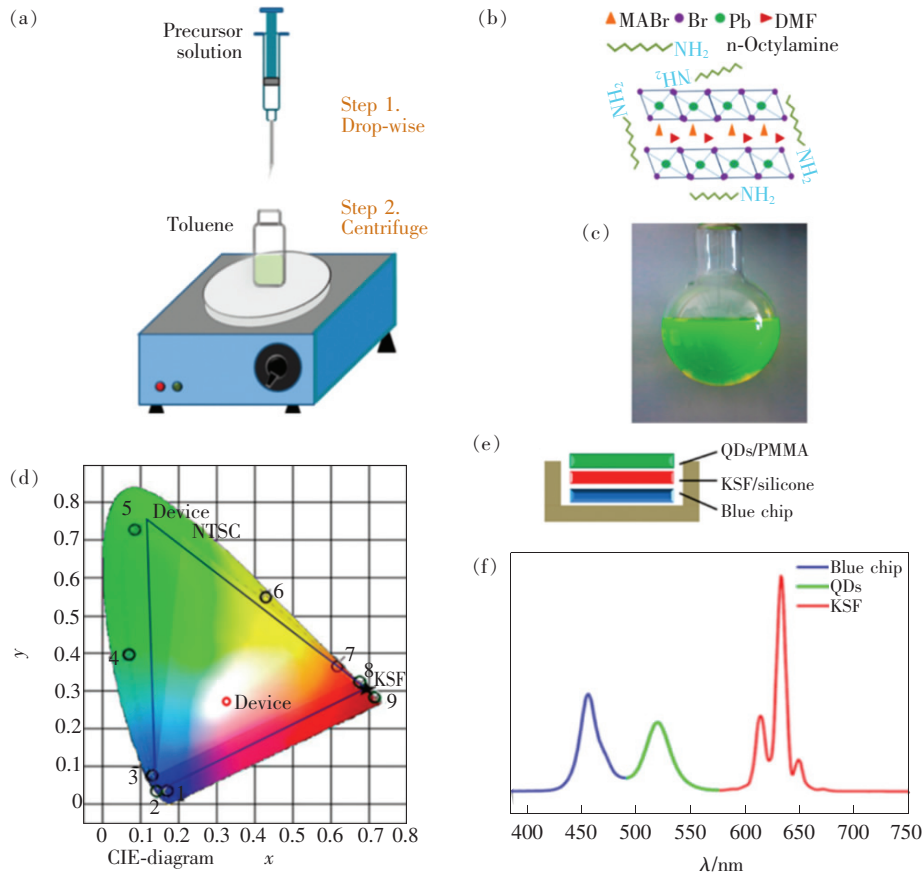 (a)
Precursor
solution
Step 1.
Drop-wise
Toluene
Step 2.
Centrifuge
(b)
MABr Br Pb DMF
NH2 n-Octylamine
NH2
NH2
NH2
NH2
(c)
(d)
0.8
0.7
0.6
0.5
0.4
0.3
0.2
0.1
0
y
5
Device
NTSC
6
4
7
8
KSF
9
Device
3
2
1
0 0.1 0.2 0.3 0.4 0.5 0.6 0.7 0.8
CIE-diagram x
(e)
QDs/PMMA
KSF/silicone
Blue chip
(f)
Blue chip
QDs
KSF
400 450 500 550 600 650 700 750
λ/nm